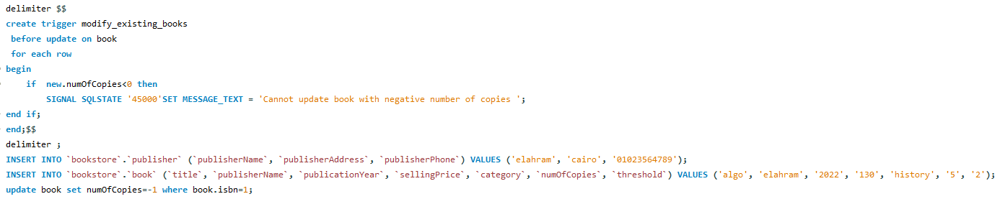 delimiter $$
create trigger modify_existing_books
before update on book
for each row
begin
if  new.numOfCopies<0 then
SIGNAL SQLSTATE '45000'SET MESSAGE_TEXT = 'Cannot update book with negative number of copies ';
end if;
end;$$
delimiter ;
INSERT INTO `bookstore`.`publisher` (`publisherName`, `publisherAddress`, `publisherPhone`) VALUES ('elahram', 'cairo', '01023564789');
INSERT INTO `bookstore`.`book` (`title`, `publisherName`, `publicationYear`, `sellingPrice`, `category`, `numOfCopies`, `threshold`) VALUES ('algo', 'elahram', '2022', '130', 'history', '5', '2');
update book set numOfCopies=-1 where book.isbn=1;